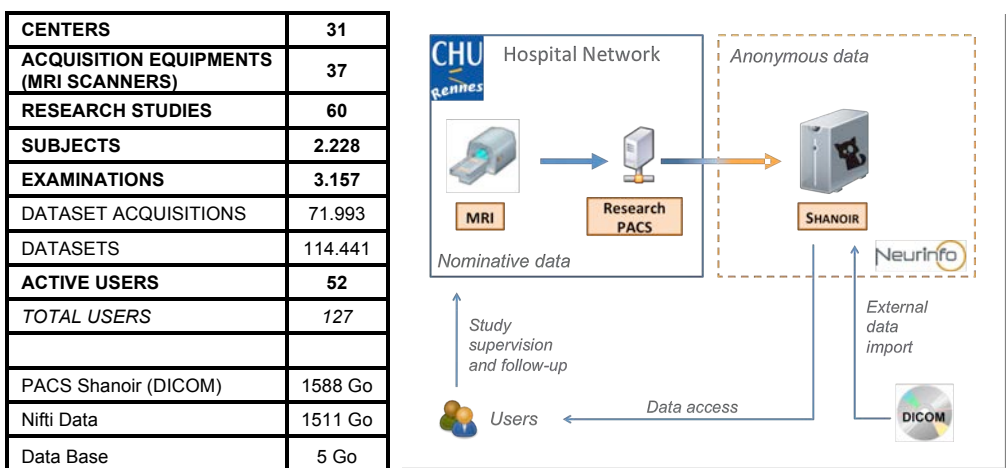 CENTERS 31
ACQUISITION EQUIPMENTS
(MRI SCANNERS) 37
RESEARCH STUDIES 60
SUBJECTS 2.228
EXAMINATIONS 3.157
DATASET ACQUISITIONS 71.993
DATASETS 114.441
ACTIVE USERS 52
TOTAL USERS 127
PACS Shanoir (DICOM) 1588 Go
Nifti Data 1511 Go
Data Base 5 Go
CHU
Rennes
Hospital Network
Anonymous data
MRI
Research
PACS
SHANOIR
Nominative data
Neurinfo
Study
supervision
and follow-up
External
data
import
Users
Data access
DICOM